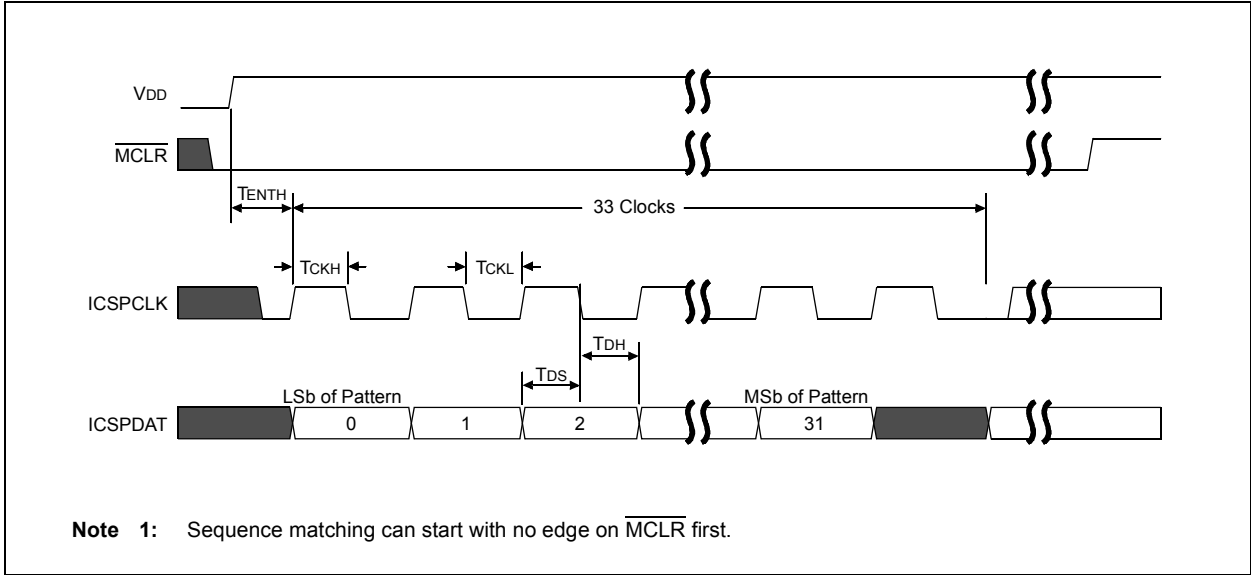 VDD
MCLR
TENTH
33 Clocks
TCKH
TCKL
ICSPCLK
TDH
TDS
LSb of Pattern
MSb of Pattern
ICSPDAT
0
1
2
31
Note 1: Sequence matching can start with no edge on MCLR first.